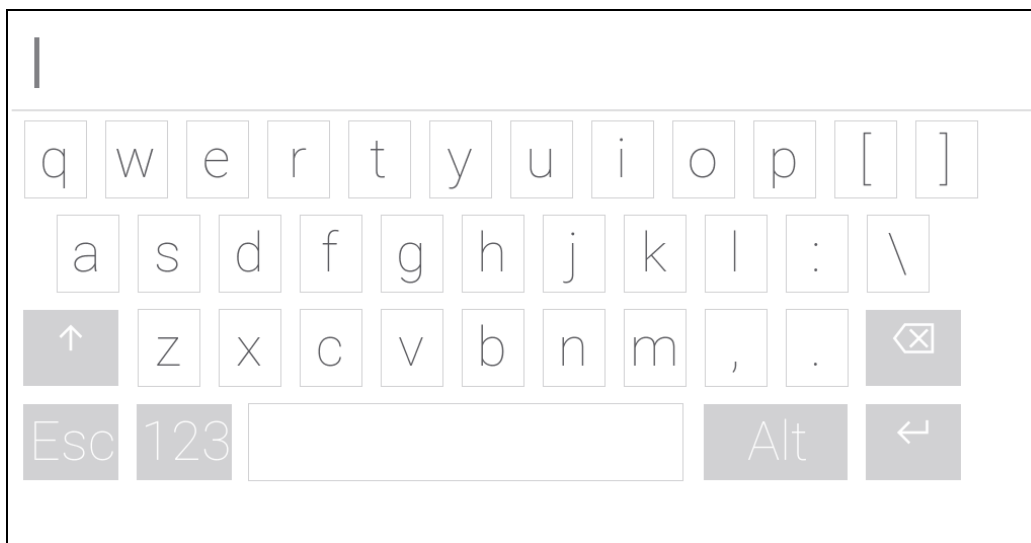 q w e r t y u i o p [ ]
a s d f g h j k l : \
↑ z x c v b n m , . ⌫
Esc 123 Alt ↵